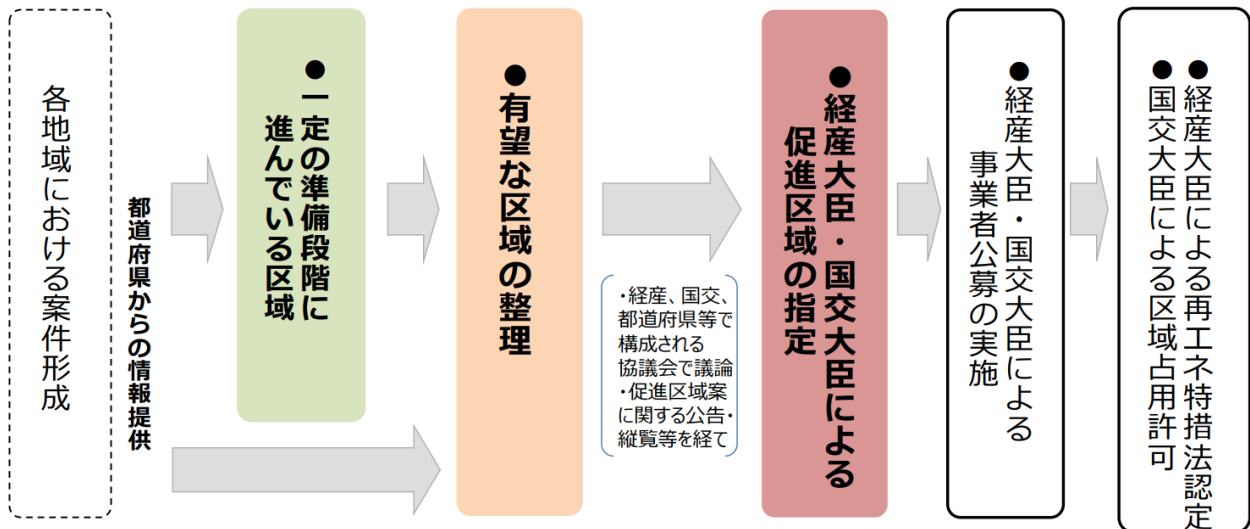 各地域における案件形成
都道府県からの情報提供
●一定の準備段階に
進んでいる区域
●有望な区域の整理
・経産、国交、
都道府県等で
構成される
協議会で議論
・促進区域案
に関する公告・
縦覧等を経て
●経産大臣・国交大臣による
促進区域の指定
●経産大臣・国交大臣による
事業者公募の実施
●経産大臣による再エネ特措法認定
●国交大臣による区域占用許可